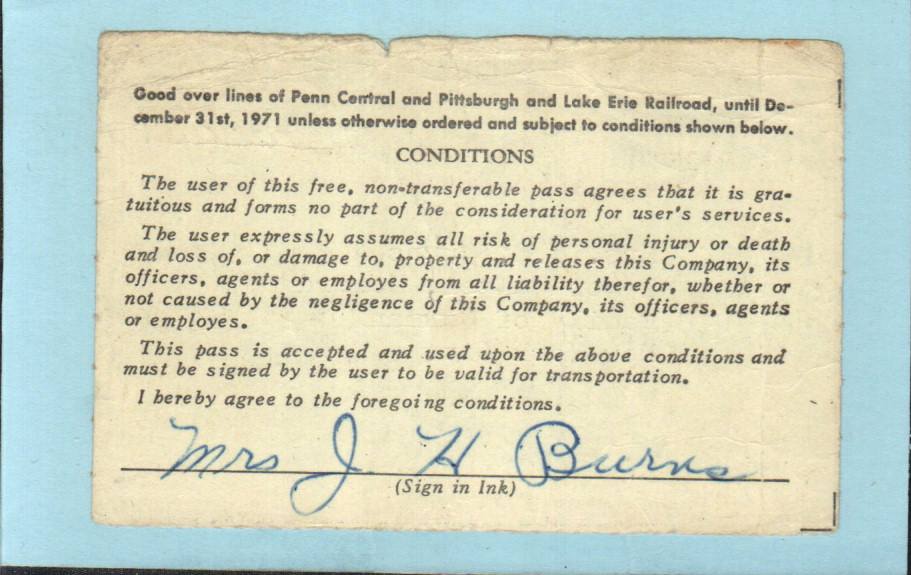 Good over lines of Penn Central and Pittsburgh and Lake Erie Railroad, until De-
cember 31st, 1971 unless otherwise ordered and subject to conditions shown below.
CONDITIONS
The user of this free, non-transferable pass agrees that it is gra-
tuitous and forms no part of the consideration for user's services.
The user expressly assumes all risk of personal injury or death
and loss of, or damage to, property and releases this Company, its
officers, agents or employes from all liability therefor, whether or
not caused by the negligence of this Company, its officers, agents
or employes.
This pass is accepted and used upon the above conditions and
must be signed by the user to be valid for transportation.
I hereby agree to the foregoing conditions.
Mrs J H Burns
(Sign in Ink)